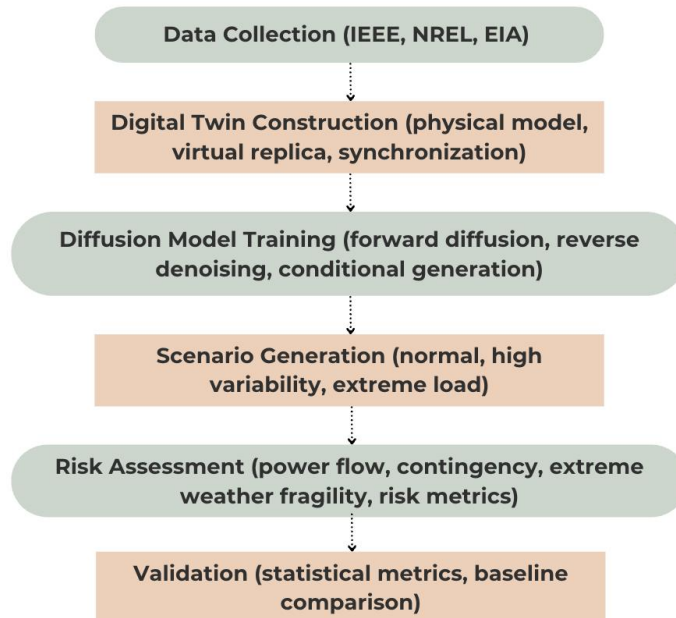 Data Collection (IEEE, NREL, EIA)
Digital Twin Construction (physical model,
virtual replica, synchronization)
Diffusion Model Training (forward diffusion, reverse
denoising, conditional generation)
Scenario Generation (normal, high
variability, extreme load)
Risk Assessment (power flow, contingency, extreme
weather fragility, risk metrics)
Validation (statistical metrics, baseline
comparison)